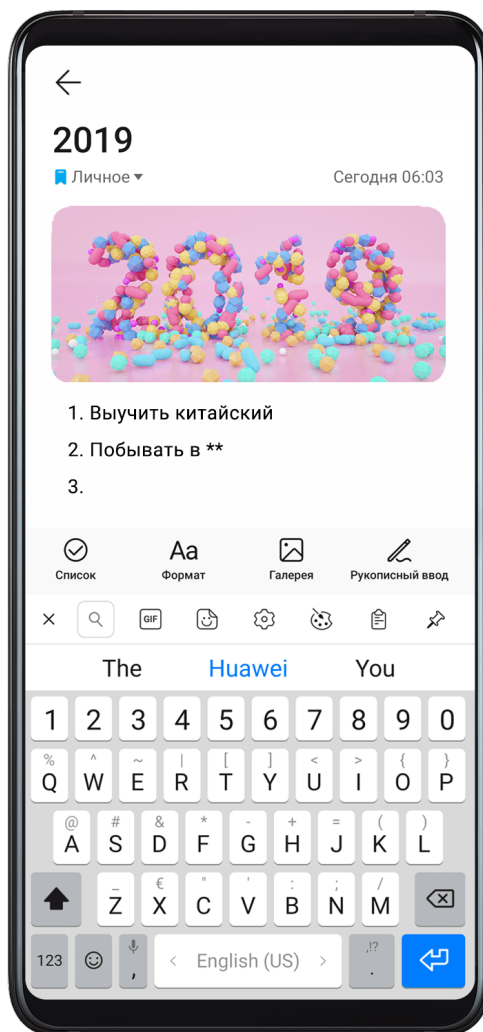 2019
Личное
Сегодня 06:03
2019
1. Выучить китайский
2. Побывать в **
3.
Список Формат Галерея Рукописный ввод
GIF
The Huawei You
1 2 3 4 5 6 7 8 9 0
% ^ ~ | [ ] < > { }
Q W E R T Y U I O P
@ # & * - + = ( )
A S D F G H J K L
_ € " ' : ; /
Z X C V B N M
123 , < English (US) > ,!? .